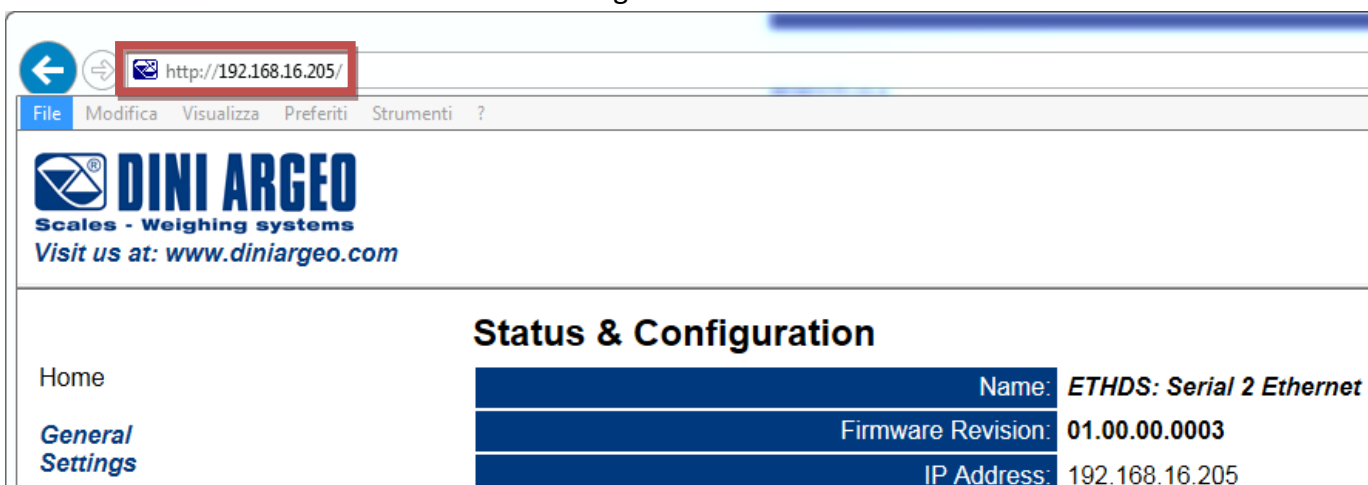 http://192.168.16.205/
File Modifica Visualizza Preferiti Strumenti ?
DINI ARGEO
Scales - Weighing systems
Visit us at: www.diniargeo.com
Status & Configuration
Home
Name: ETHDS: Serial 2 Ethernet
General
Settings
Firmware Revision: 01.00.00.0003
IP Address: 192.168.16.205